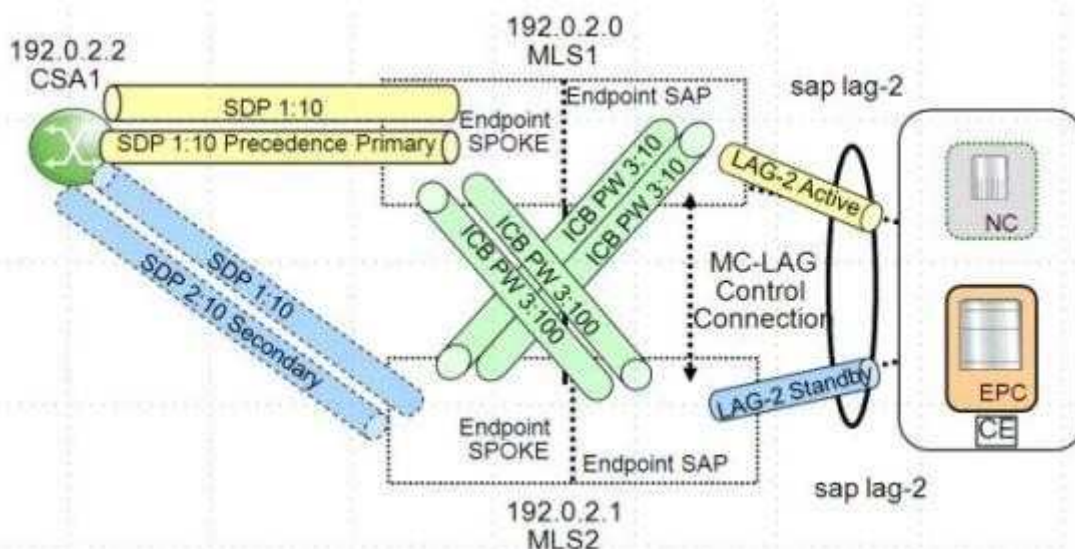 192.0.2.2
CSA1
192.0.2.0
MLS1
SDP 1:10
SDP 1:10 Precedence Primary
Endpoint
SPOKE
Endpoint SAP
sap lag-2
ICB PW 3:10
ICB PW 3:10
LAG-2 Active
NC
SDP 1:10
SDP 2:10 Secondary
ICB PW 3:100
ICB PW 3:100
MC-LAG
Control
Connection
LAG-2 Standby
EPC
CE
Endpoint
SPOKE
Endpoint SAP
sap lag-2
192.0.2.1
MLS2